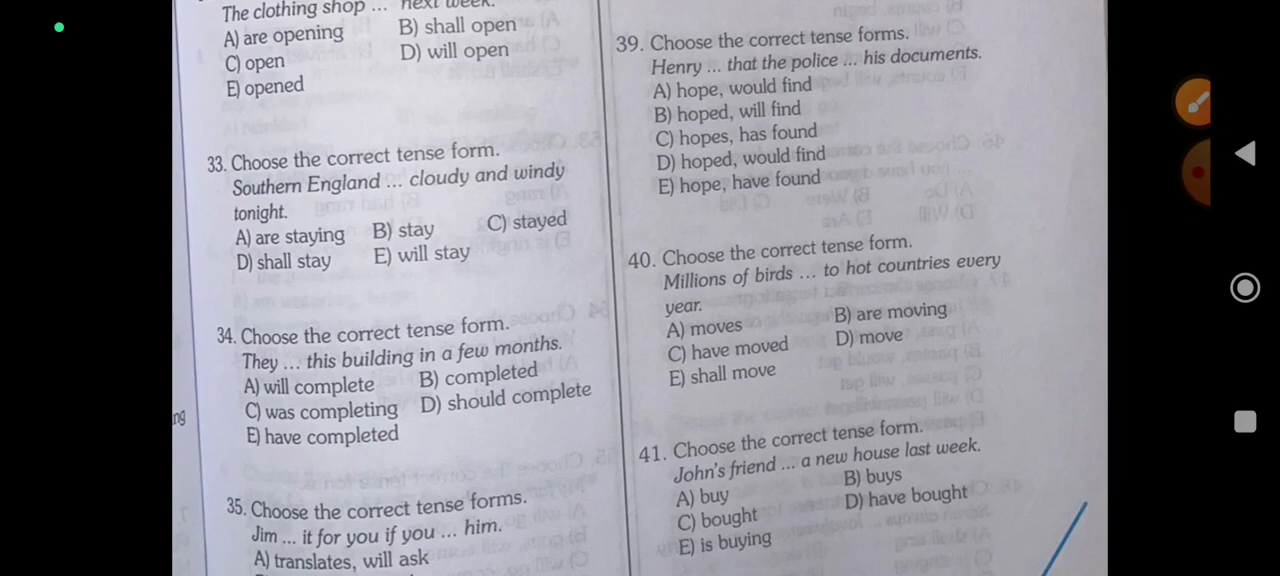 The clothing shop ... next week.
A) are opening B) shall open
C) open D) will open
E) opened
33. Choose the correct tense form.
Southern England ... cloudy and windy
tonight.
A) are staying B) stay C) stayed
D) shall stay E) will stay
34. Choose the correct tense form.
They ... this building in a few months.
A) will complete B) completed
C) was completing D) should complete
E) have completed
35. Choose the correct tense forms.
Jim ... it for you if you ... him.
A) translates, will ask
ng
39. Choose the correct tense forms.
Henry ... that the police ... his documents.
A) hope, would find
B) hoped, will find
C) hopes, has found
D) hoped, would find
E) hope, have found
40. Choose the correct tense form.
Millions of birds ... to hot countries every
year.
A) moves B) are moving
C) have moved D) move
E) shall move
41. Choose the correct tense form.
John's friend ... a new house last week.
A) buy B) buys
C) bought D) have bought
E) is buying